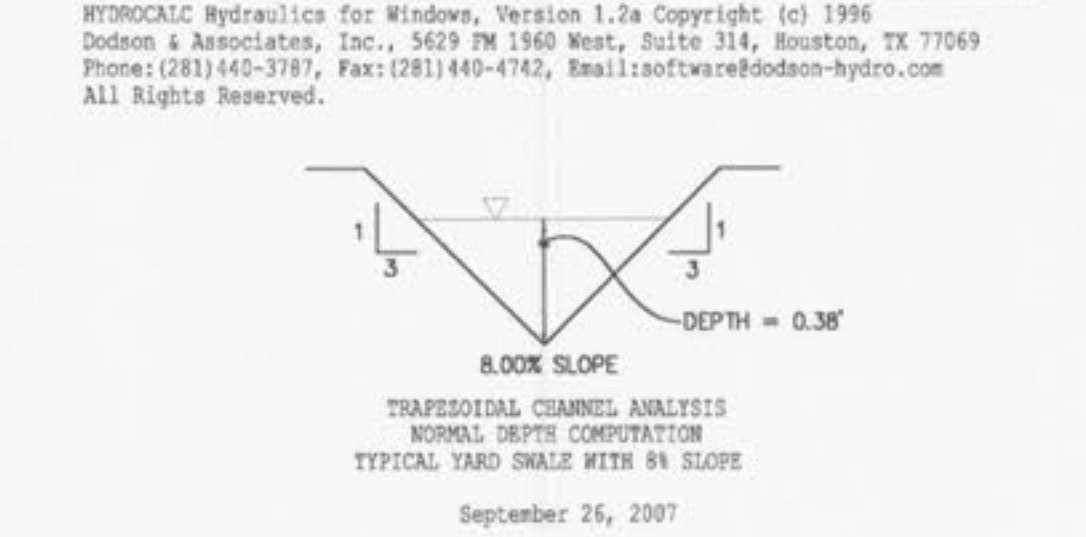 HYDROCALC Hydraulics for Windows, Version 1.2a Copyright (c) 1996
Dodson & Associates, Inc., 5629 FM 1960 West, Suite 314, Houston, TX 77069
Phone:(281)440-3787, Fax:(281)440-4742, Email:software@dodson-hydro.com
All Rights Reserved.
1
3
1
3
DEPTH = 0.38'
8.00% SLOPE
TRAPEZOIDAL CHANNEL ANALYSIS
NORMAL DEPTH COMPUTATION
TYPICAL YARD SWALE WITH 8% SLOPE
September 26, 2007